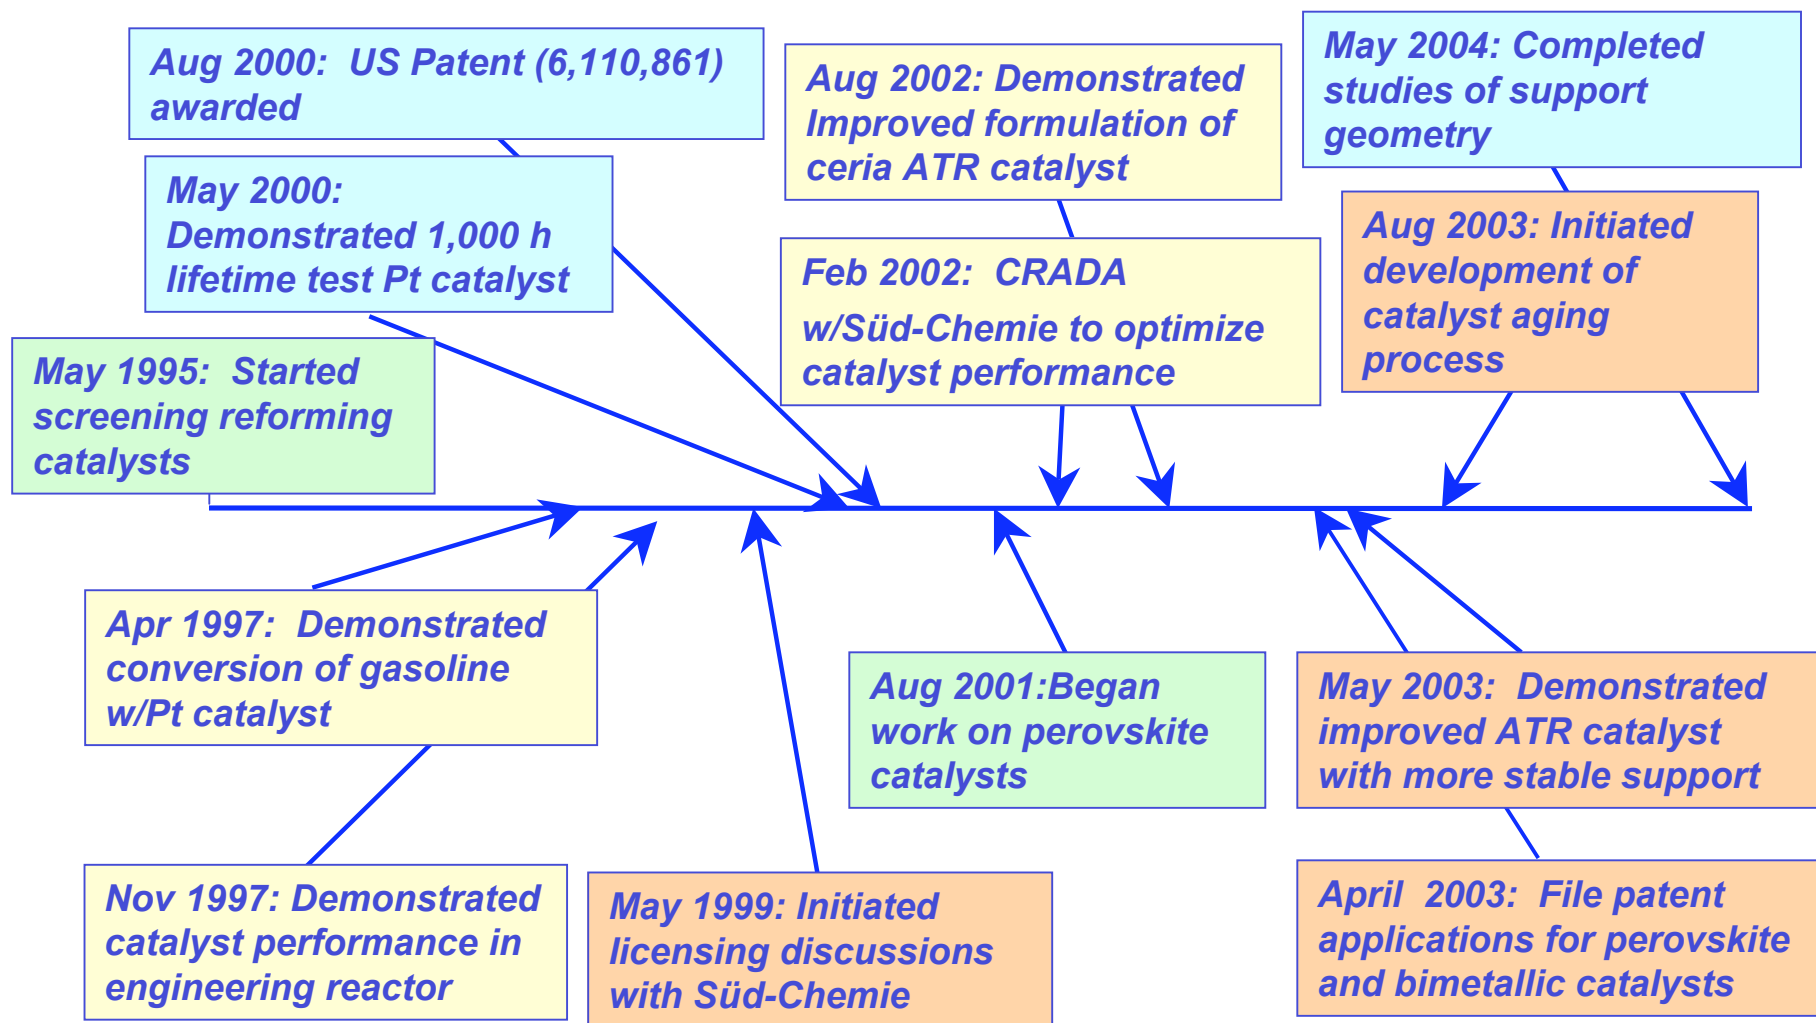 Aug 2000:  US Patent (6,110,861)
awarded
May 2000:
Demonstrated 1,000 h
lifetime test Pt catalyst
May 1995:  Started
screening reforming
catalysts
Aug 2002: Demonstrated
Improved formulation of
ceria ATR catalyst
Feb 2002:  CRADA
w/Süd-Chemie to optimize
catalyst performance
May 2004: Completed
studies of support
geometry
Aug 2003: Initiated
development of
catalyst aging
process
Apr 1997:  Demonstrated
conversion of gasoline
w/Pt catalyst
Nov 1997: Demonstrated
catalyst performance in
engineering reactor
May 1999: Initiated
licensing discussions
with Süd-Chemie
Aug 2001:Began
work on perovskite
catalysts
May 2003:  Demonstrated
improved ATR catalyst
with more stable support
April  2003:  File patent
applications for perovskite
and bimetallic catalysts